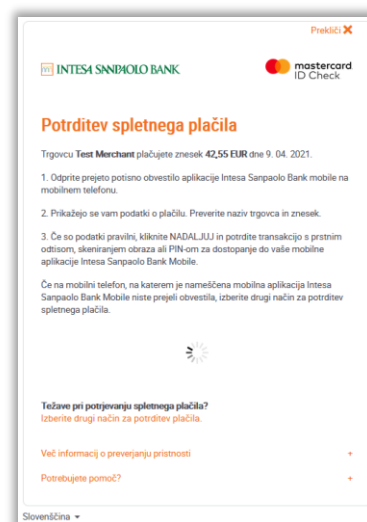 Prekliči ✖
INTESA SANPAOLO BANK
mastercard
ID Check
Potrditev spletnega plačila
Trgovcu Test Merchant plačujete znesek 42,55 EUR dne 9. 04. 2021.
1. Odprite prejeto potisno obvestilo aplikacije Intesa Sanpaolo Bank mobile na
mobilnem telefonu.
2. Prikažejo se vam podatki o plačilu. Preverite naziv trgovca in znesek.
3. Če so podatki pravilni, kliknite NADALJUJ in potrdite transakcijo s prstnim
odtisom, skeniranjem obraza ali PIN-om za dostopanje do vaše mobilne
aplikacije Intesa Sanpaolo Bank Mobile.
Če na mobilni telefon, na katerem je nameščena mobilna aplikacija Intesa
Sanpaolo Bank Mobile niste prejeli obvestila, izberite drugi način za potrditev
spletnega plačila.
Težave pri potrjevanju spletnega plačila?
Izberite drugi način za potrditev plačila.
Več informacij o preverjanju pristnosti +
Potrebujete pomoč? +
Slovenščina